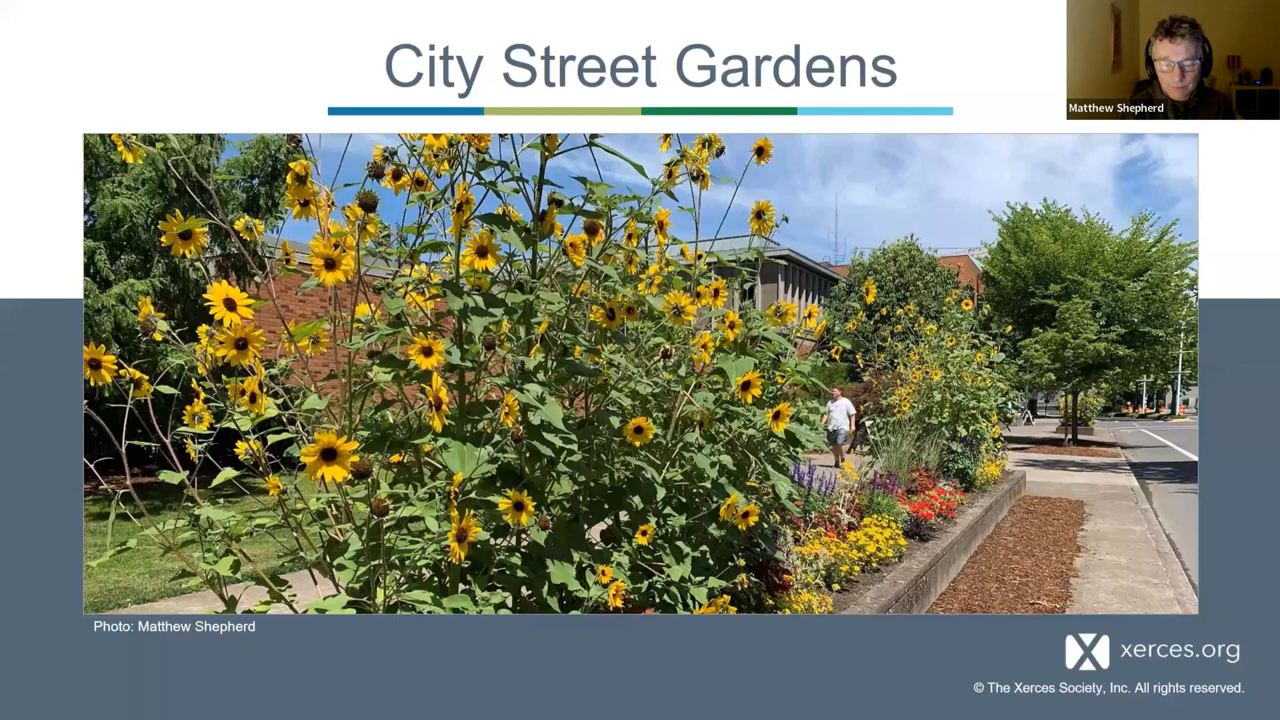 City Street Gardens
Matthew Shepherd
Photo: Matthew Shepherd
xerces.org
© The Xerces Society, Inc. All rights reserved.